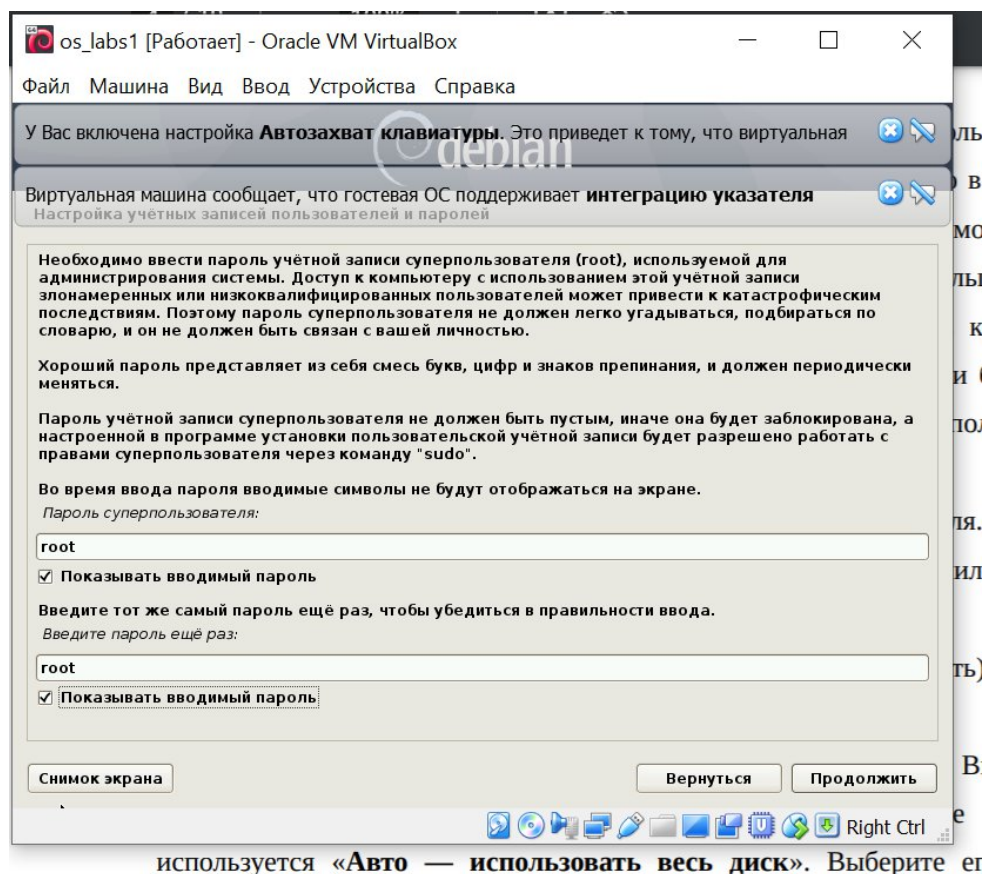 os_labs1 [Работает] - Oracle VM VirtualBox
Файл Машина Вид Ввод Устройства Справка
У Вас включена настройка Автозахват клавиатуры. Это приведет к тому, что виртуальная
debian
Виртуальная машина сообщает, что гостевая ОС поддерживает интеграцию указателя
Настройка учётных записей пользователей и паролей
Необходимо ввести пароль учётной записи суперпользователя (root), используемой для
администрирования системы. Доступ к компьютеру с использованием этой учётной записи
злонамеренных или низкоквалифицированных пользователей может привести к катастрофическим
последствиям. Поэтому пароль суперпользователя не должен легко угадываться, подбираться по
словарю, и он не должен быть связан с вашей личностью.
Хороший пароль представляет из себя смесь букв, цифр и знаков препинания, и должен периодически
меняться.
Пароль учётной записи суперпользователя не должен быть пустым, иначе она будет заблокирована, а
настроенной в программе установки пользовательской учётной записи будет разрешено работать с
правами суперпользователя через команду "sudo".
Во время ввода пароля вводимые символы не будут отображаться на экране.
Пароль суперпользователя:
root
Показывать вводимый пароль
Введите тот же самый пароль ещё раз, чтобы убедиться в правильности ввода.
Введите пароль ещё раз:
root
Показывать вводимый пароль
Снимок экрана
Вернуться
Продолжить
Right Ctrl
используется «Авто — использовать весь диск». Выберите